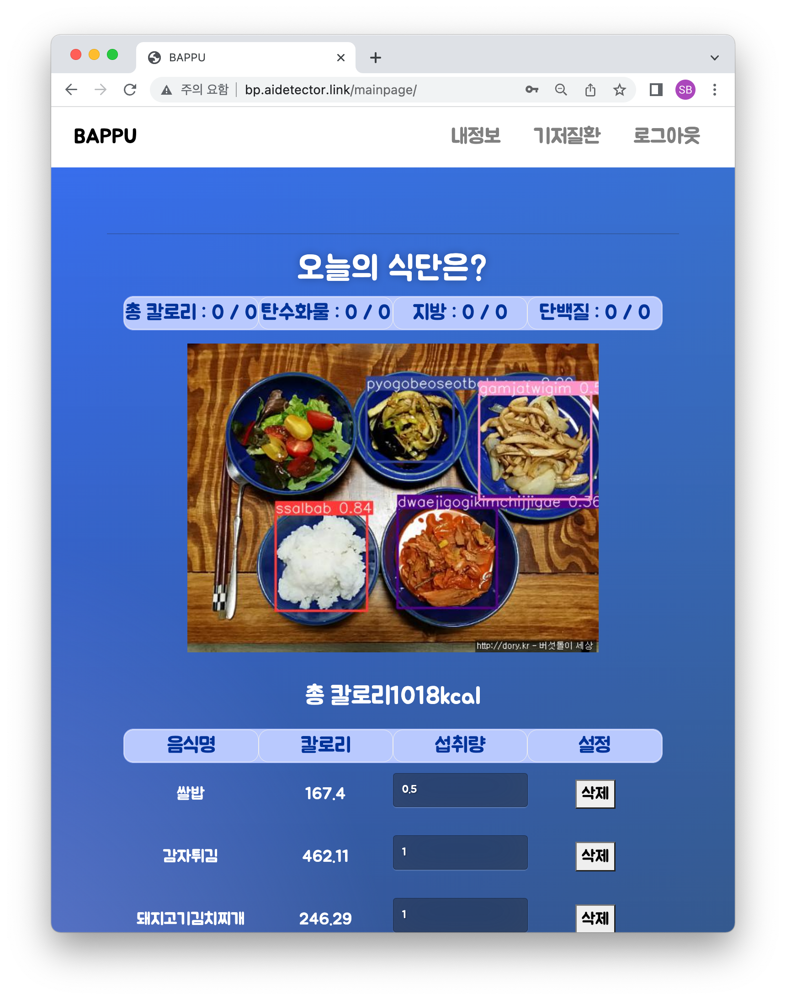 BAPPU
주의 요함 bp.aidetector.link/mainpage/ SB
BAPPU 내정보 기저질환 로그아웃
오늘의 식단은?
총 칼로리 : 0 / 0 탄수화물 : 0 / 0 지방 : 0 / 0 단백질 : 0 / 0
gamjatwigim 0.5
ssalbab 0.84 dwaejigogikimchijjigae 0.36
http://dory.kr - 버섯돌이 세상
총 칼로리1018kcal
음식명 칼로리 섭취량 설정
쌀밥 167.4 0.5 삭제
감자튀김 462.11 1 삭제
돼지고기김치찌개 246.29 1 삭제